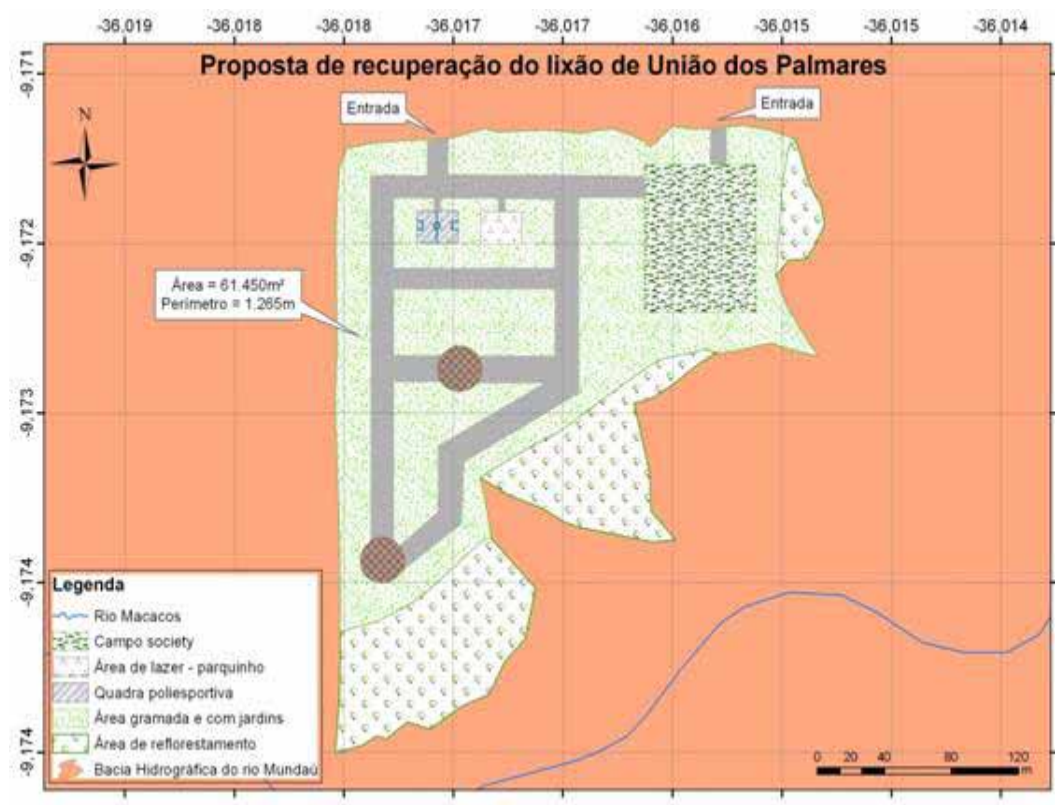 -36.019 -36.018 -36.018 -36.017 -36.017 -36.016 -36.015 -36.015 -36.014
Proposta de recuperação do lixão de União dos Palmares
-9,171
Entrada
Entrada
N
-9,172
Área = 61.450m²
Perímetro = 1.265m
-9,173
-9,174
Legenda
Rio Macacos
Campo society
Área de lazer - parquinho
Quadra poliesportiva
Área gramada e com jardins
Área de reflorestamento
Bacia Hidrográfica do rio Mundaú
-9,174
0 20 40 80 120
m